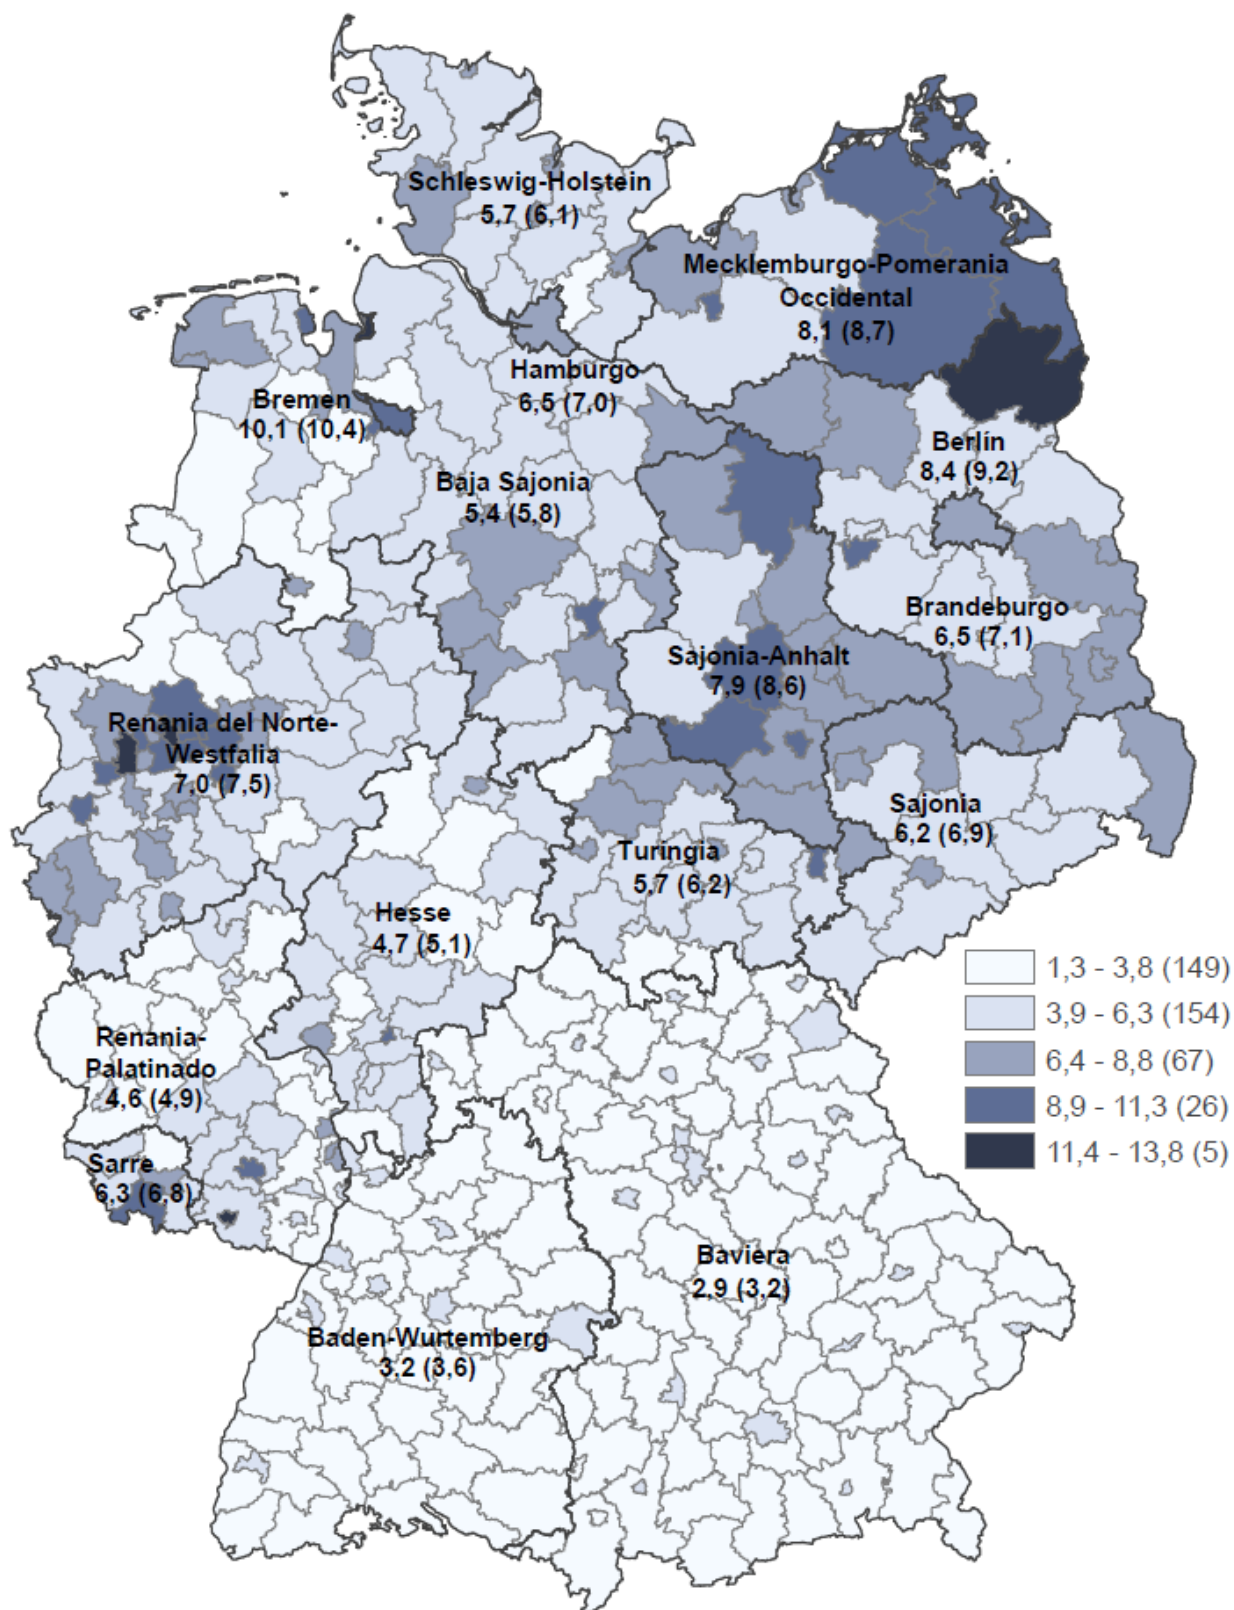 Schleswig-Holstein
5,7 (6,1)
Mecklemburgo-Pomerania
Occidental
8,1 (8,7)
Hamburgo
6,5 (7,0)
Bremen
10,1 (10,4)
Berlín
8,4 (9,2)
Baja Sajonia
5,4 (5,8)
Brandeburgo
6,5 (7,1)
Sajonia-Anhalt
7,9 (8,6)
Renania del Norte-
Westfalia
7,0 (7,5)
Sajonia
6,2 (6,9)
Turingia
5,7 (6,2)
Hesse
4,7 (5,1)
1,3 - 3,8 (149)
3,9 - 6,3 (154)
6,4 - 8,8 (67)
8,9 - 11,3 (26)
11,4 - 13,8 (5)
Renania-
Palatinado
4,6 (4,9)
Sarre
6,3 (6,8)
Baviera
2,9 (3,2)
Baden-Wurtemberg
3,2 (3,6)